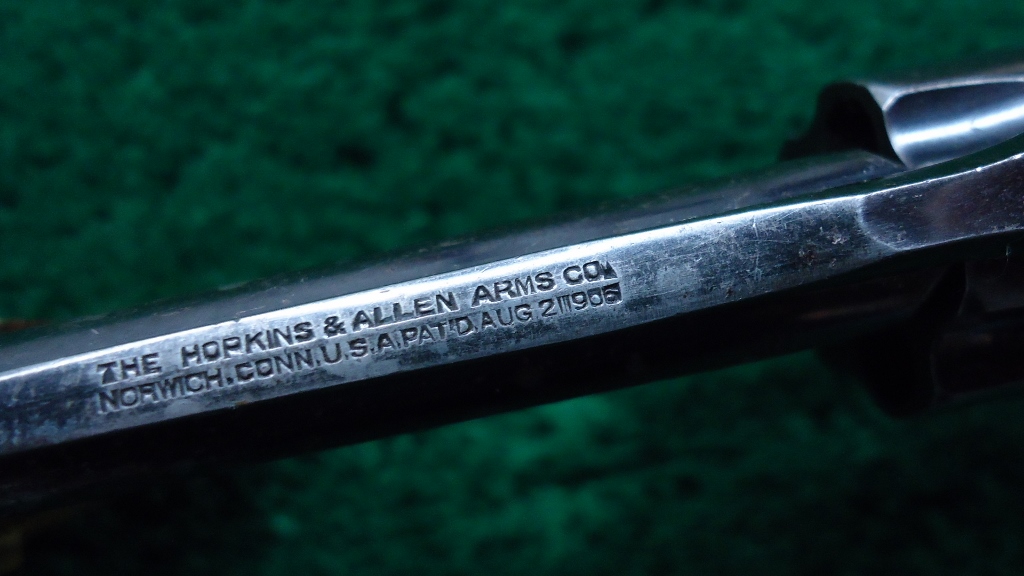 THE HOPKINS & ALLEN ARMS CO.
NORWICH.CONN.U.S.A.PAT'D.AUG 21 1906